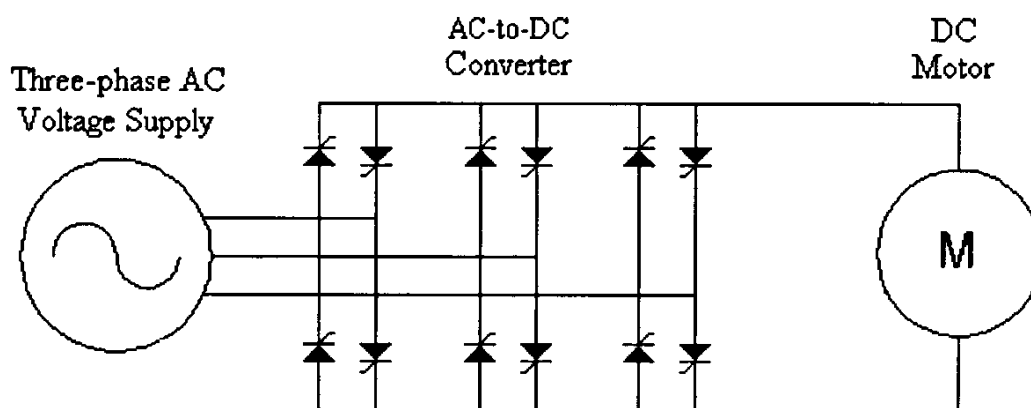 AC-to-DC
Converter
DC
Motor
Three-phase AC
Voltage Supply
M